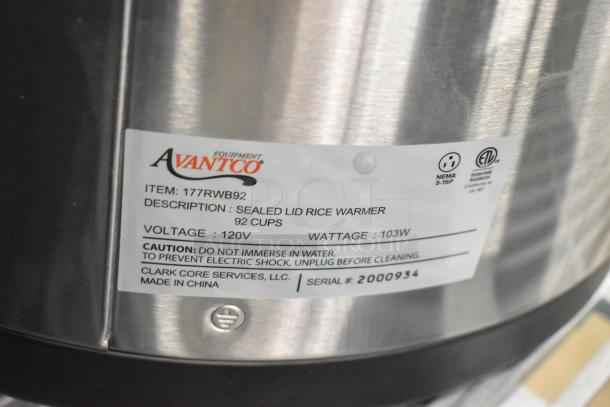 AVANTCO
EQUIPMENT
ITEM: 177RWB92
DESCRIPTION : SEALED LID RICE WARMER
92 CUPS
VOLTAGE : 120V WATTAGE : 103W
CAUTION: DO NOT IMMERSE IN WATER.
TO PREVENT ELECTRIC SHOCK, UNPLUG BEFORE CLEANING.
CLARK CORE SERVICES, LLC.
MADE IN CHINA
SERIAL #: 2000934
NEMA
5-15P
ETL
Intertek